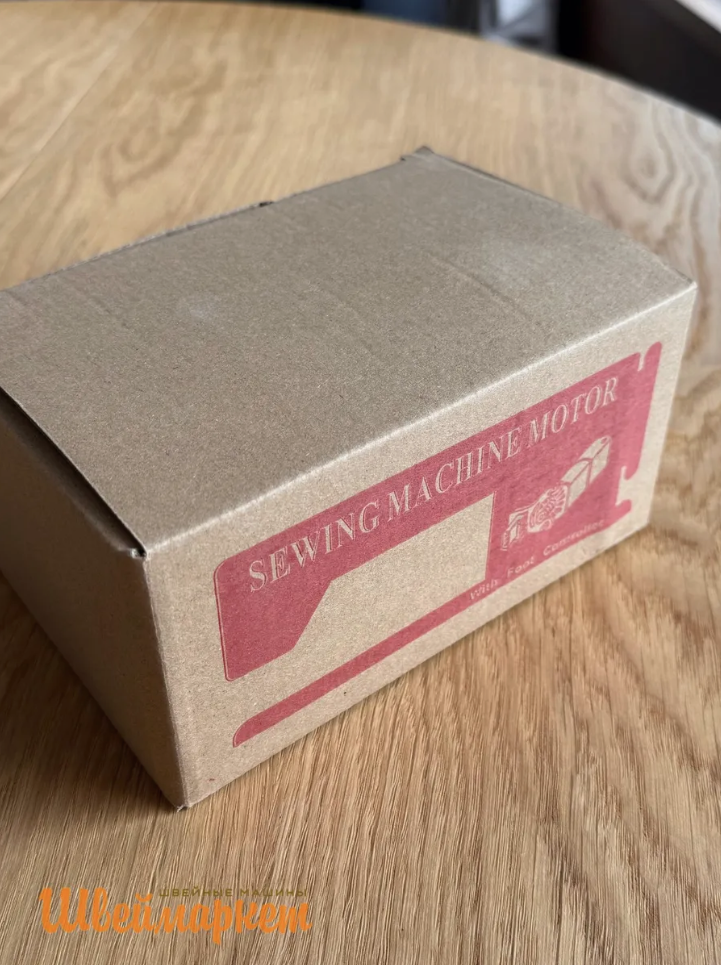 SEWING MACHINE MOTOR
With Foot Controller
ШВЕЙНЫЕ МАШИНЫ
Швеймаркет